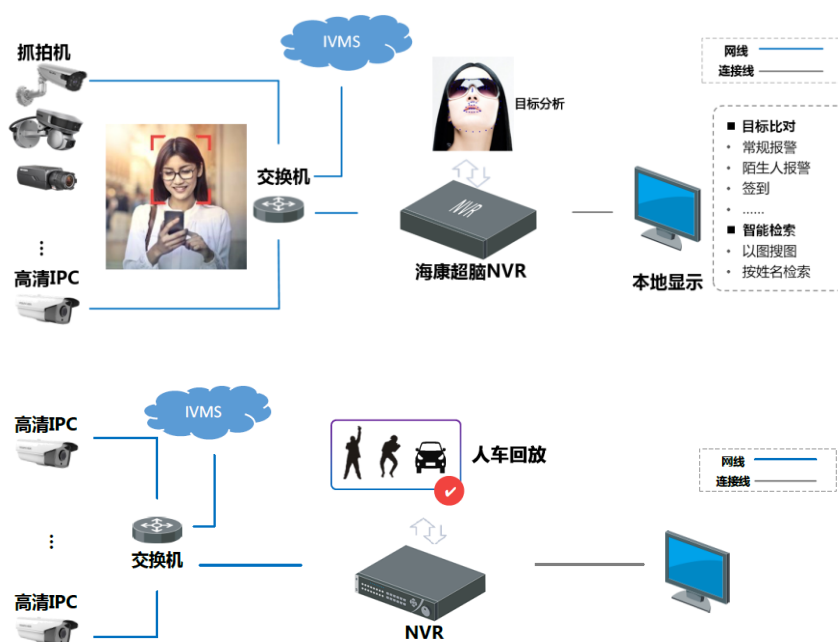 抓拍机
IVMS
网线
连接线
目标分析
交换机
NVR
海康超脑NVR
高清IPC
本地显示
■ 目标比对
• 常规报警
• 陌生人报警
• 签到
• ......
■ 智能检索
• 以图搜图
• 按姓名检索
高清IPC
IVMS
人车回放
网线
连接线
交换机
高清IPC
NVR